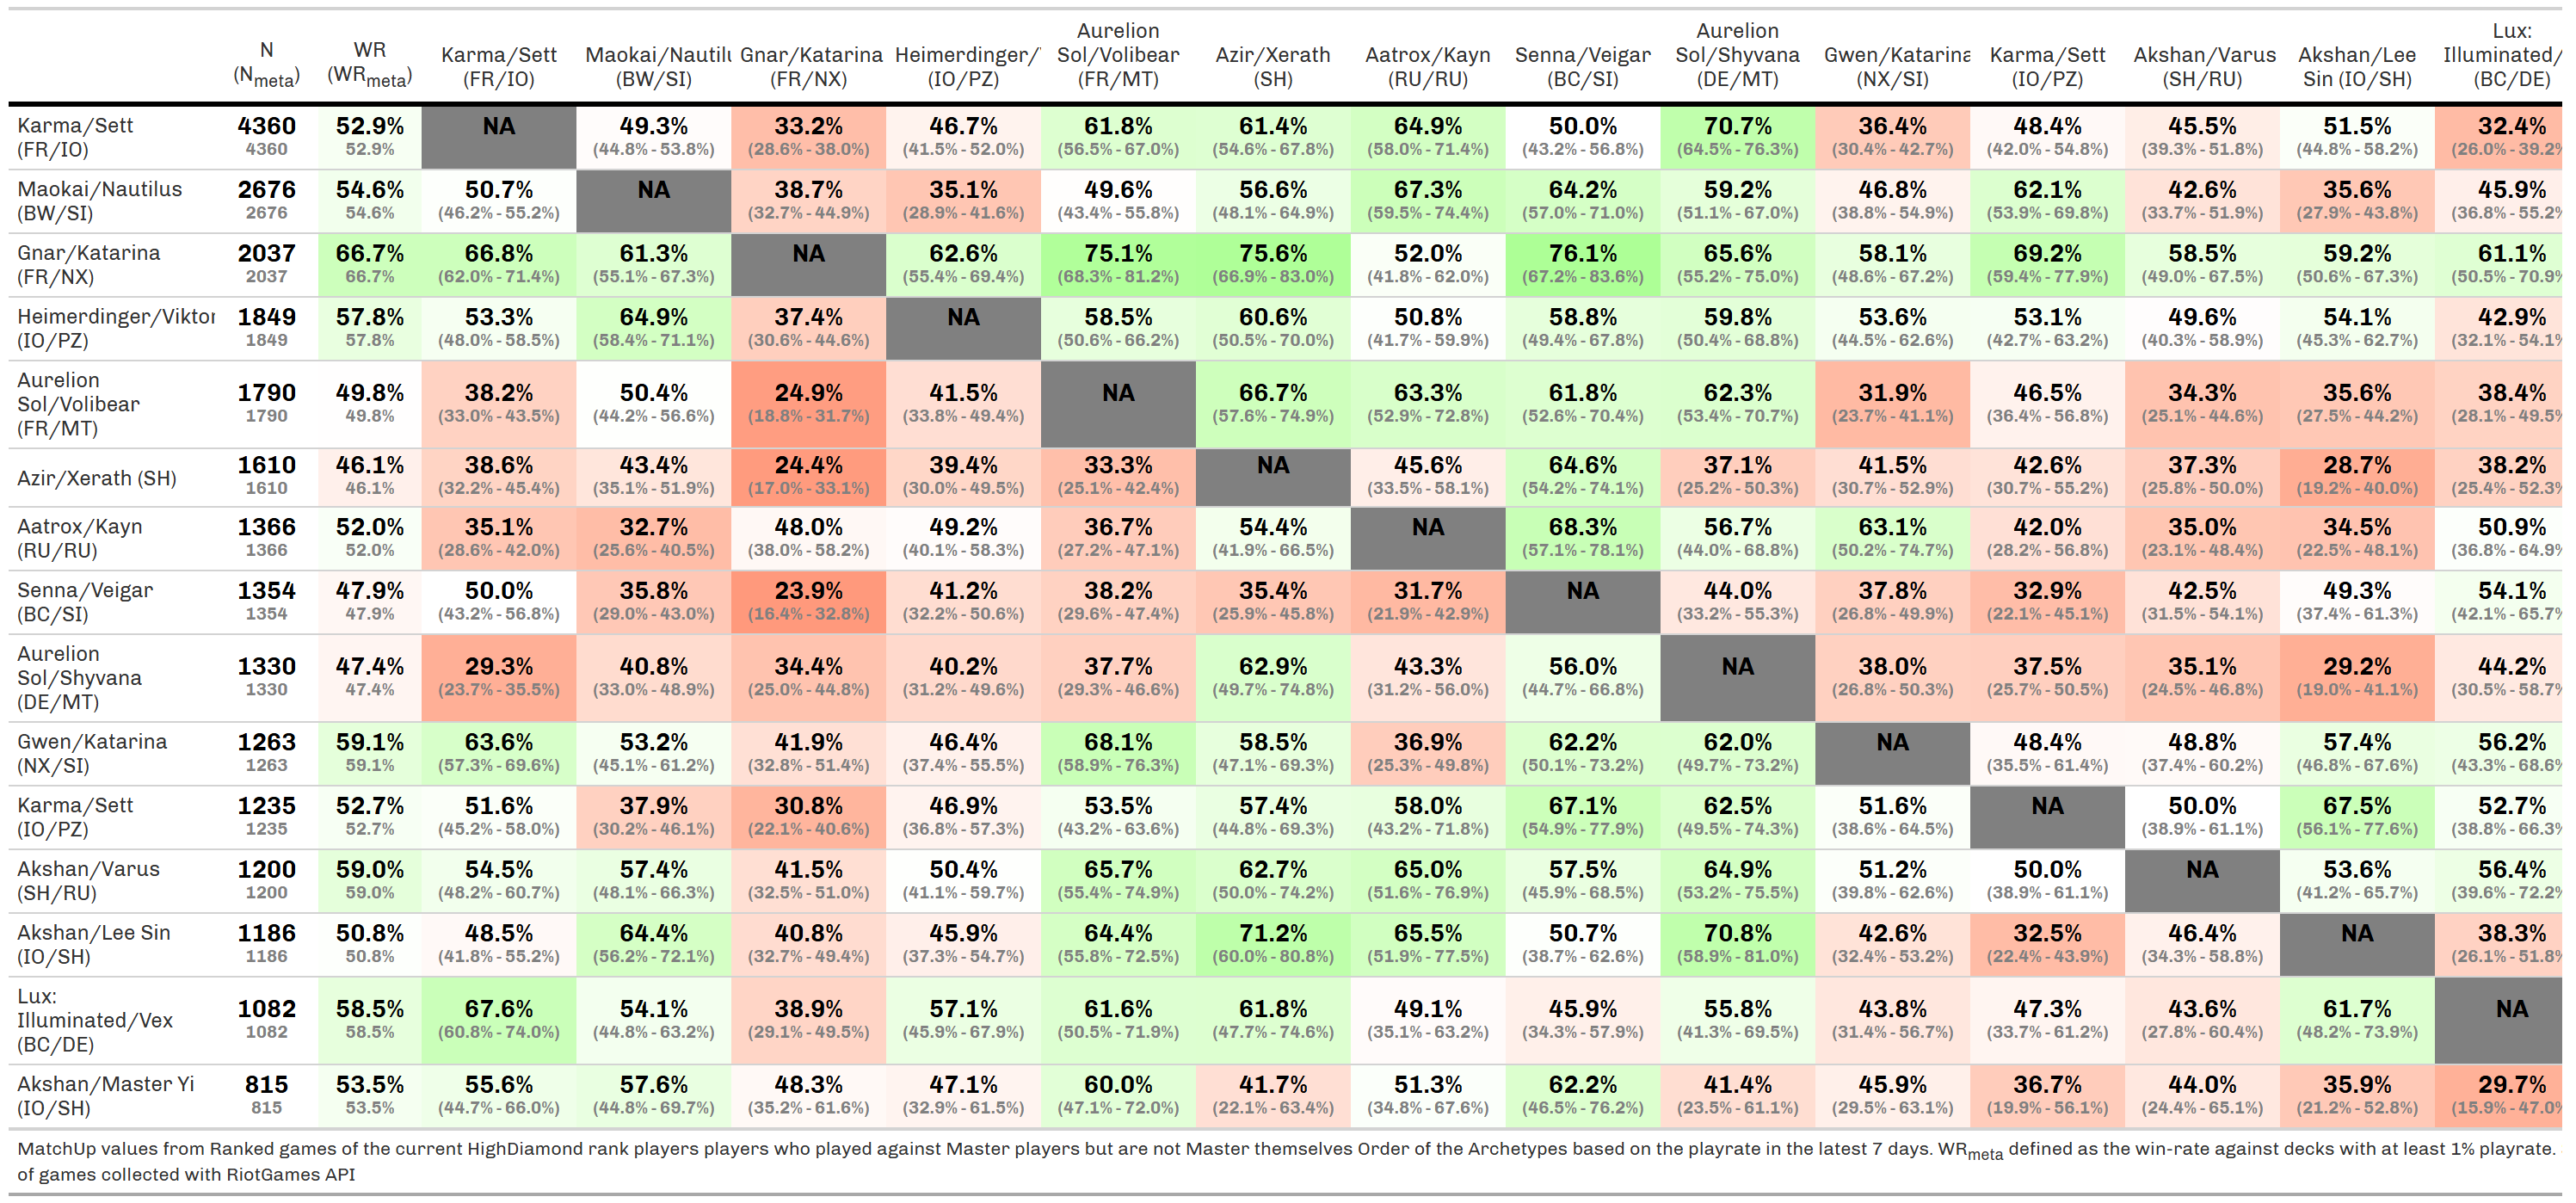 N (Nmeta) WR (WRmeta) Karma/Sett (FR/IO) Maokai/Nautilu (BW/SI) Gnar/Katarina (FR/NX) Heimerdinger/ (IO/PZ) Aurelion Sol/Volibear (FR/MT) Azir/Xerath (SH) Aatrox/Kayn (RU/RU) Senna/Veigar (BC/SI) Aurelion Sol/Shyvana (DE/MT) Gwen/Katarina (NX/SI) Karma/Sett (IO/PZ) Akshan/Varus (SH/RU) Akshan/Lee Sin (IO/SH) Lux: Illuminated/ (BC/DE)
Karma/Sett 4360 52.9% NA 49.3% 33.2% 46.7% 61.8% 61.4% 64.9% 50.0% 70.7% 36.4% 48.4% 45.5% 51.5% 32.4%
(FR/IO) 4360 52.9% (44.8% - 53.8%) (28.6% - 38.0%) (41.5% - 52.0%) (56.5% - 67.0%) (54.6% - 67.8%) (58.0% - 71.4%) (43.2% - 56.8%) (64.5% - 76.3%) (30.4% - 42.7%) (42.0% - 54.8%) (39.3% - 51.8%) (44.8% - 58.2%) (26.0% - 39.2%
Maokai/Nautilus 2676 54.6% 50.7% NA 38.7% 35.1% 49.6% 56.6% 67.3% 64.2% 59.2% 46.8% 62.1% 42.6% 35.6% 45.9%
(BW/SI) 2676 54.6% (46.2% - 55.2%) (32.7% - 44.9%) (28.9% - 41.6%) (43.4% - 55.8%) (48.1% - 64.9%) (59.5% - 74.4%) (57.0% - 71.0%) (51.1% - 67.0%) (38.8% - 54.9%) (53.9% - 69.8%) (33.7% - 51.9%) (27.9% - 43.8%) (36.8% - 55.2%
Gnar/Katarina 2037 66.7% 66.8% 61.3% NA 62.6% 75.1% 75.6% 52.0% 76.1% 65.6% 58.1% 69.2% 58.5% 59.2% 61.1%
(FR/NX) 2037 66.7% (62.0% - 71.4%) (55.1% - 67.3%) (55.4% - 69.4%) (68.3% - 81.2%) (66.9% - 83.0%) (41.8% - 62.0%) (67.2% - 83.6%) (55.2% - 75.0%) (48.6% - 67.2%) (59.4% - 77.9%) (49.0% - 67.5%) (50.6% - 67.3%) (50.5% - 70.9%
Heimerdinger/Viktor 1849 57.8% 53.3% 64.9% 37.4% NA 58.5% 60.6% 50.8% 58.8% 59.8% 53.6% 53.1% 49.6% 54.1% 42.9%
(IO/PZ) 1849 57.8% (48.0% - 58.5%) (58.4% - 71.1%) (30.6% - 44.6%) (50.6% - 66.2%) (50.5% - 70.0%) (41.7% - 59.9%) (49.4% - 67.8%) (50.4% - 68.8%) (44.5% - 62.6%) (42.7% - 63.2%) (40.3% - 58.9%) (45.3% - 62.7%) (32.1% - 54.1%
Aurelion
Sol/Volibear 1790 49.8% 38.2% 50.4% 24.9% 41.5% NA 66.7% 63.3% 61.8% 62.3% 31.9% 46.5% 34.3% 35.6% 38.4%
(FR/MT) 1790 49.8% (33.0% - 43.5%) (44.2% - 56.6%) (18.8% - 31.7%) (33.8% - 49.4%) (57.6% - 74.9%) (52.9% - 72.8%) (52.6% - 70.4%) (53.4% - 70.7%) (23.7% - 41.1%) (36.4% - 56.8%) (25.1% - 44.6%) (27.5% - 44.2%) (28.1% - 49.5%
Azir/Xerath (SH) 1610 46.1% 38.6% 43.4% 24.4% 39.4% 33.3% NA 45.6% 64.6% 37.1% 41.5% 42.6% 37.3% 28.7% 38.2%
1610 46.1% (32.2% - 45.4%) (35.1% - 51.9%) (17.0% - 33.1%) (30.0% - 49.5%) (25.1% - 42.4%) (33.5% - 58.1%) (54.2% - 74.1%) (25.2% - 50.3%) (30.7% - 52.9%) (30.7% - 55.2%) (25.8% - 50.0%) (19.2% - 40.0%) (25.4% - 52.3%
Aatrox/Kayn 1366 52.0% 35.1% 32.7% 48.0% 49.2% 36.7% 54.4% NA 68.3% 56.7% 63.1% 42.0% 35.0% 34.5% 50.9%
(RU/RU) 1366 52.0% (28.6% - 42.0%) (25.6% - 40.5%) (38.0% - 58.2%) (40.1% - 58.3%) (27.2% - 47.1%) (41.9% - 66.5%) (57.1% - 78.1%) (44.0% - 68.8%) (50.2% - 74.7%) (28.2% - 56.8%) (23.1% - 48.4%) (22.5% - 48.1%) (36.8% - 64.9%
Senna/Veigar 1354 47.9% 50.0% 35.8% 23.9% 41.2% 38.2% 35.4% 31.7% NA 44.0% 37.8% 32.9% 42.5% 49.3% 54.1%
(BC/SI) 1354 47.9% (43.2% - 56.8%) (29.0% - 43.0%) (16.4% - 32.8%) (32.2% - 50.6%) (29.6% - 47.4%) (25.9% - 45.8%) (21.9% - 42.9%) (33.2% - 55.3%) (26.8% - 49.9%) (22.1% - 45.1%) (31.5% - 54.1%) (37.4% - 61.3%) (42.1% - 65.7%
Aurelion
Sol/Shyvana 1330 47.4% 29.3% 40.8% 34.4% 40.2% 37.7% 62.9% 43.3% 56.0% NA 38.0% 37.5% 35.1% 29.2% 44.2%
(DE/MT) 1330 47.4% (23.7% - 35.5%) (33.0% - 48.9%) (25.0% - 44.8%) (31.2% - 49.6%) (29.3% - 46.6%) (49.7% - 74.8%) (31.2% - 56.0%) (44.7% - 66.8%) (26.8% - 50.3%) (25.7% - 50.5%) (24.5% - 46.8%) (19.0% - 41.1%) (30.5% - 58.7%
Gwen/Katarina 1263 59.1% 63.6% 53.2% 41.9% 46.4% 68.1% 58.5% 36.9% 62.2% 62.0% NA 48.4% 48.8% 57.4% 56.2%
(NX/SI) 1263 59.1% (57.3% - 69.6%) (45.1% - 61.2%) (32.8% - 51.4%) (37.4% - 55.5%) (58.9% - 76.3%) (47.1% - 69.3%) (25.3% - 49.8%) (50.1% - 73.2%) (49.7% - 73.2%) (35.5% - 61.4%) (37.4% - 60.2%) (46.8% - 67.6%) (43.3% - 68.6%
Karma/Sett 1235 52.7% 51.6% 37.9% 30.8% 46.9% 53.5% 57.4% 58.0% 67.1% 62.5% 51.6% NA 50.0% 67.5% 52.7%
(IO/PZ) 1235 52.7% (45.2% - 58.0%) (30.2% - 46.1%) (22.1% - 40.6%) (36.8% - 57.3%) (43.2% - 63.6%) (44.8% - 69.3%) (43.2% - 71.8%) (54.9% - 77.9%) (49.5% - 74.3%) (38.6% - 64.5%) (38.9% - 61.1%) (56.1% - 77.6%) (38.8% - 66.3%
Akshan/Varus 1200 59.0% 54.5% 57.4% 41.5% 50.4% 65.7% 62.7% 65.0% 57.5% 64.9% 51.2% 50.0% NA 53.6% 56.4%
(SH/RU) 1200 59.0% (48.2% - 60.7%) (48.1% - 66.3%) (32.5% - 51.0%) (41.1% - 59.7%) (55.4% - 74.9%) (50.0% - 74.2%) (51.6% - 76.9%) (45.9% - 68.5%) (53.2% - 75.5%) (39.8% - 62.6%) (38.9% - 61.1%) (41.2% - 65.7%) (39.6% - 72.2%
Akshan/Lee Sin 1186 50.8% 48.5% 64.4% 40.8% 45.9% 64.4% 71.2% 65.5% 50.7% 70.8% 42.6% 32.5% 46.4% NA 38.3%
(IO/SH) 1186 50.8% (41.8% - 55.2%) (56.2% - 72.1%) (32.7% - 49.4%) (37.3% - 54.7%) (55.8% - 72.5%) (60.0% - 80.8%) (51.9% - 77.5%) (38.7% - 62.6%) (58.9% - 81.0%) (32.4% - 53.2%) (22.4% - 43.9%) (34.3% - 58.8%) (26.1% - 51.8%
Lux:
Illuminated/Vex 1082 58.5% 67.6% 54.1% 38.9% 57.1% 61.6% 61.8% 49.1% 45.9% 55.8% 43.8% 47.3% 43.6% 61.7% NA
(BC/DE) 1082 58.5% (60.8% - 74.0%) (44.8% - 63.2%) (29.1% - 49.5%) (45.9% - 67.9%) (50.5% - 71.9%) (47.7% - 74.6%) (35.1% - 63.2%) (34.3% - 57.9%) (41.3% - 69.5%) (31.4% - 56.7%) (33.7% - 61.2%) (27.8% - 60.4%) (48.2% - 73.9%)
Akshan/Master Yi 815 53.5% 55.6% 57.6% 48.3% 47.1% 60.0% 41.7% 51.3% 62.2% 41.4% 45.9% 36.7% 44.0% 35.9% 29.7%
(IO/SH) 815 53.5% (44.7% - 66.0%) (44.8% - 69.7%) (35.2% - 61.6%) (32.9% - 61.5%) (47.1% - 72.0%) (22.1% - 63.4%) (34.8% - 67.6%) (46.5% - 76.2%) (23.5% - 61.1%) (29.5% - 63.1%) (19.9% - 56.1%) (24.4% - 65.1%) (21.2% - 52.8%) (15.9% - 47.0%
MatchUp values from Ranked games of the current HighDiamond rank players players who played against Master players but are not Master themselves Order of the Archetypes based on the playrate in the latest 7 days. WRmeta defined as the win-rate against decks with at least 1% playrate.
of games collected with RiotGames API